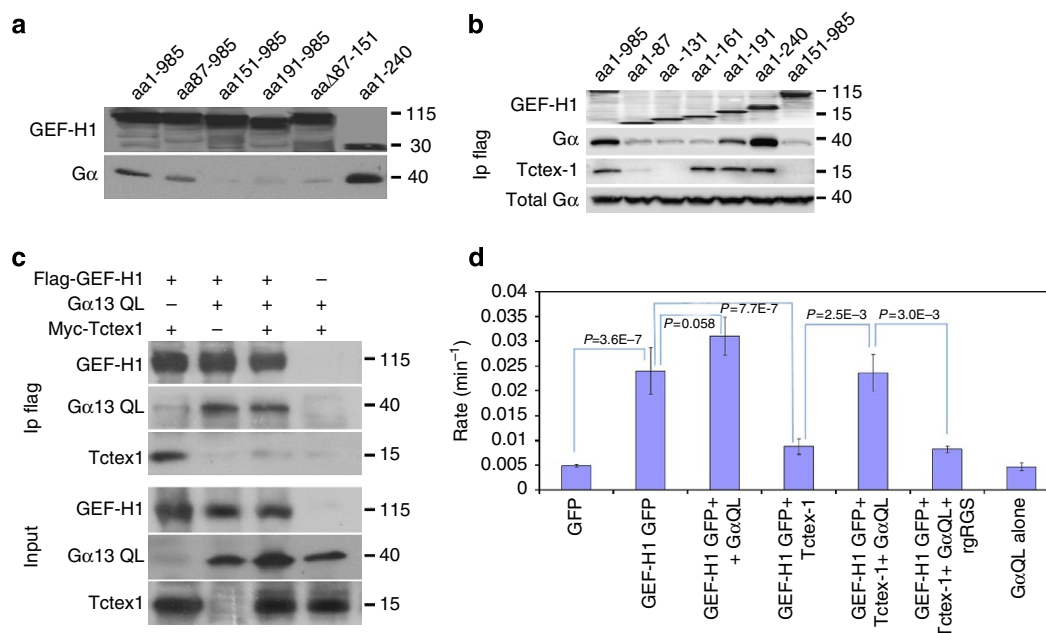 a
aa1–985
aa87–985
aa151–985
aa191–985
aaΔ87–151
aa1–240
GEF-H1
115
30
Gα
40
b
aa1–985
aa1–87
aa –131
aa1–161
aa1–191
aa1–240
aa151–985
Ip flag
GEF-H1
115
15
Gα
40
Tctex-1
15
Total Gα
40
c
Flag-GEF-H1 + + + –
Gα13 QL – + + +
Myc-Tctex1 + – + +
Ip flag
GEF-H1
115
Gα13 QL
40
Tctex1
15
Input
GEF-H1
115
Gα13 QL
40
Tctex1
15
d
Rate (min–1)
0.04
0.035
0.03
0.025
0.02
0.015
0.01
0.005
0
P=3.6E–7
P=0.058
P=7.7E-7
P=2.5E–3
P=3.0E–3
GFP
GEF-H1 GFP
GEF-H1 GFP+
+ GαQL
GEF-H1 GFP+
Tctex-1
GEF-H1 GFP+
Tctex-1+ GαQL
GEF-H1 GFP+
Tctex-1+ GαQL+
rgRGS
GαQL alone